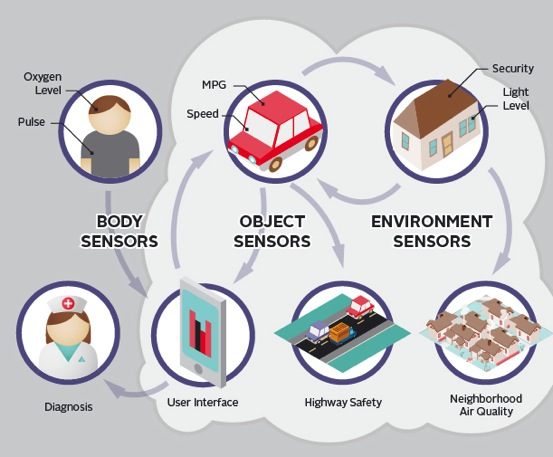 Oxygen
Level
Pulse
MPG
Speed
Security
Light
Level
BODY
SENSORS
OBJECT
SENSORS
ENVIRONMENT
SENSORS
Diagnosis
User Interface
Highway Safety
Neighborhood
Air Quality